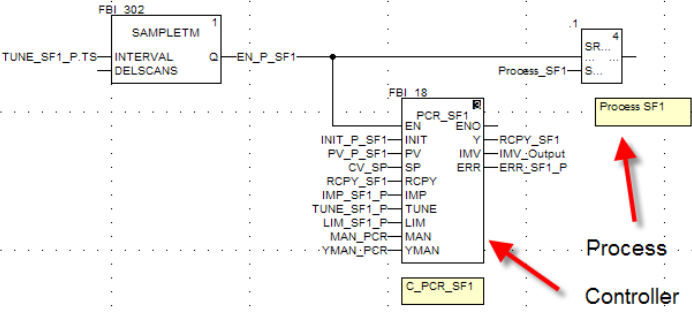 FBI_302
1
SAMPLETM
TUNE_SF1_P.TS INTERVAL Q EN_P_SF1
DELSCANS
.1
4
SR...
... ...
Process_SF1 S...
Process SF1
FBI_18
3
PCR_SF1
EN ENO
INIT_P_SF1 INIT Y RCPY_SF1
PV_P_SF1 PV IMV IMV_Output
CV_SP SP ERR ERR_SF1_P
RCPY_SF1 RCPY
IMP_SF1_P IMP
TUNE_SF1_P TUNE
LIM_SF1_P LIM
MAN_PCR MAN
YMAN_PCR YMAN
C_PCR_SF1
Process
Controller